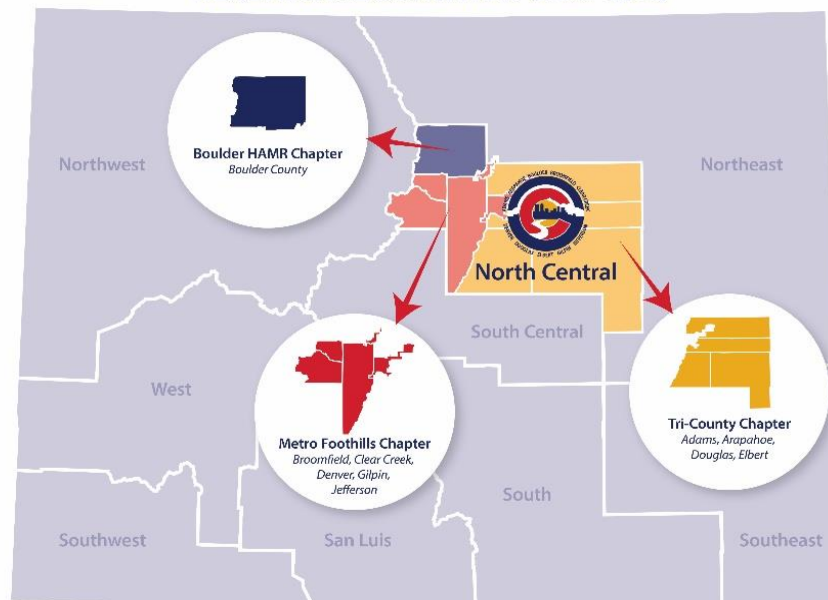 Boulder HAMR Chapter
Boulder County
Northwest
Northeast
North Central
South Central
West
Metro Foothills Chapter
Broomfield, Clear Creek,
Denver, Gilpin,
Jefferson
Tri-County Chapter
Adams, Arapahoe,
Douglas, Elbert
South
Southwest
San Luis
Southeast